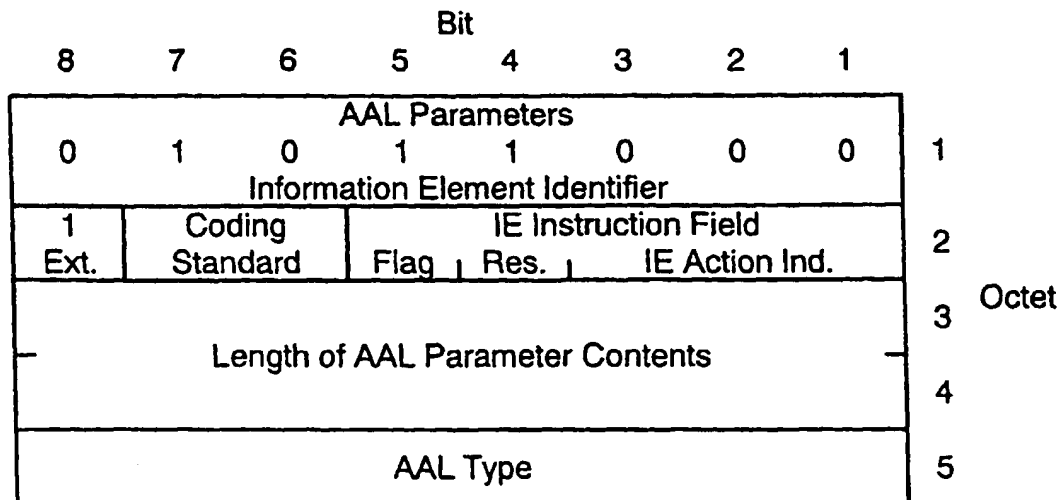 Bit
8 7 6 5 4 3 2 1
AAL Parameters
0 1 0 1 1 0 0 0 1
Information Element Identifier
1 Coding IE Instruction Field 2
Ext. Standard Flag Res. IE Action Ind.
Octet
3
Length of AAL Parameter Contents
4
AAL Type 5